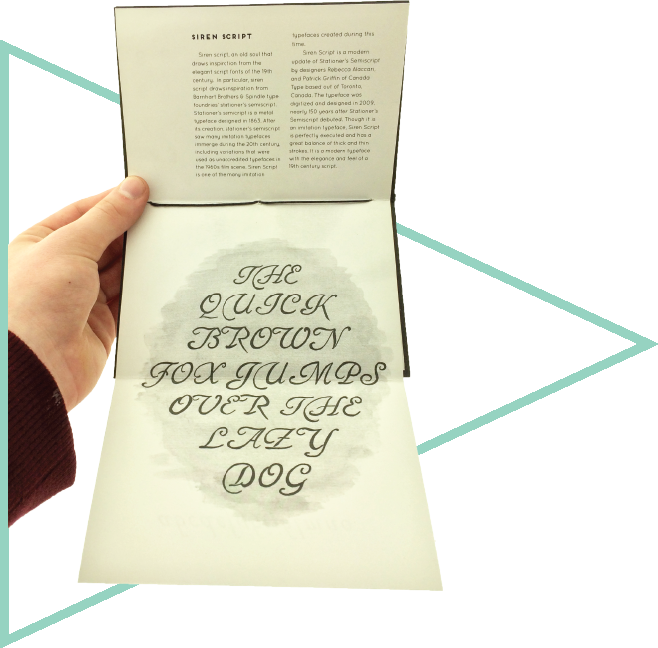 SIREN SCRIPT
Siren script, an old soul that
draws inspiration from the
elegant script fonts of the 19th
century. In particular, siren
script draws inspiration from
Barnhart Brothers & Spindle type
foundries' stationer's semiscript.
Stationer's semscript is a metal
typeface designed in 1863. After
its creation, stationer's semiscript
saw many imitation typefaces
immerge during the 20th century,
including variations that were
used as unaccredited typefaces in
the 1960s film scene. Siren Script
is one of the many imitation
typefaces created during this
time.
Siren Script is a modern
update of Stationer's Semiscript
by designers Rebecca Alaccari
and Patrick Griffin of Canada
Type based out of Toronto,
Canada. The typeface was
digitized and designed in 2009,
nearly 150 years after Stationer's
Semiscript debuted. Though it is
an imitation typeface, Siren Script
is perfectly executed and has a
great balance of thick and thin
strokes. It is a modern typeface
with the elegance and feel of a
19th century script.
THE
QUICK
BROWN
FOX JUMPS
OVER THE
LAZY
DOG